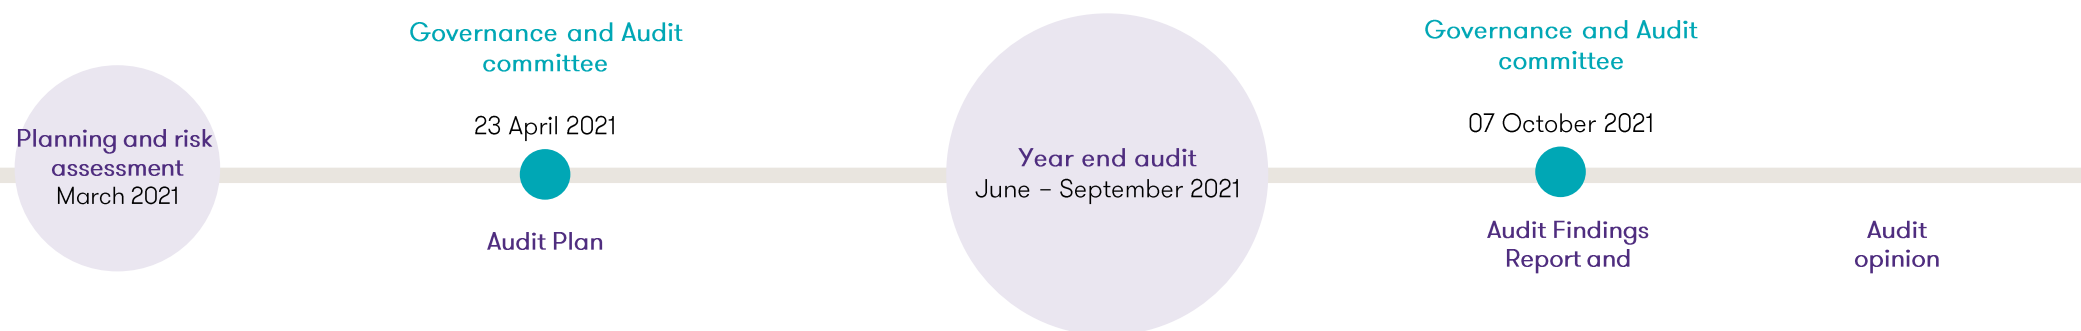 Planning and risk
assessment
March 2021
Governance and Audit
committee
23 April 2021
Audit Plan
Year end audit
June – September 2021
Governance and Audit
committee
07 October 2021
Audit Findings
Report and
Audit
opinion